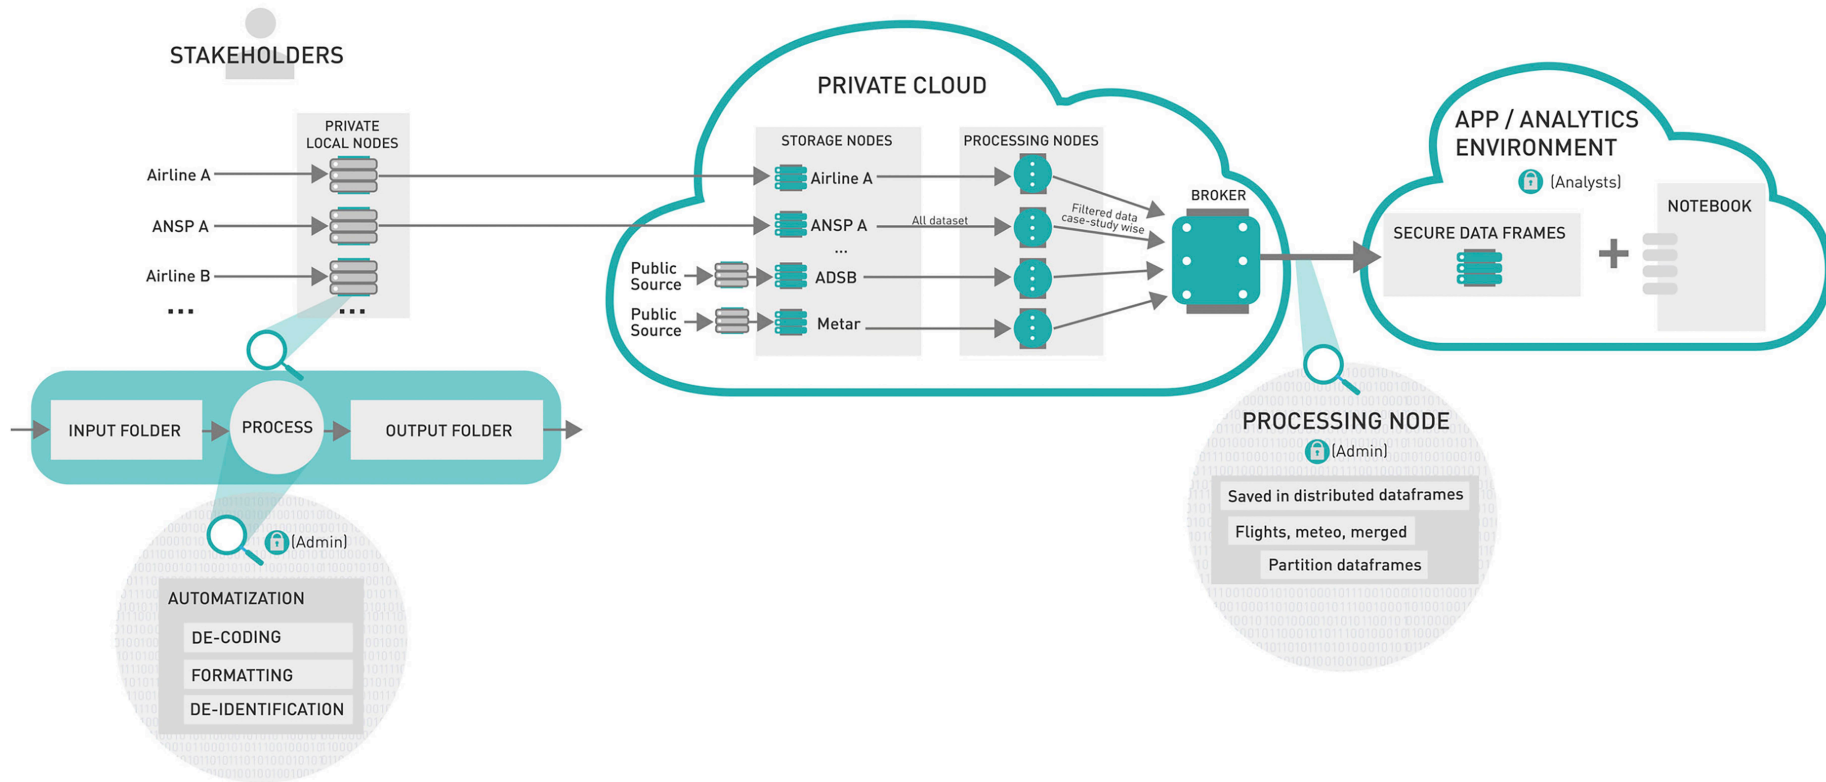 STAKEHOLDERS
PRIVATE
LOCAL NODES
Airline A
ANSP A
Airline B
...
...
INPUT FOLDER
PROCESS
OUTPUT FOLDER
(Admin)
AUTOMATIZATION
DE-CODING
FORMATTING
DE-IDENTIFICATION
PRIVATE CLOUD
STORAGE NODES
PROCESSING NODES
Airline A
ANSP A
...
All dataset
Filtered data
case-study wise
Public
Source
ADSB
Public
Source
Metar
BROKER
APP / ANALYTICS
ENVIRONMENT
(Analysts)
SECURE DATA FRAMES
+
NOTEBOOK
PROCESSING NODE
(Admin)
Saved in distributed dataframes
Flights, meteo, merged
Partition dataframes